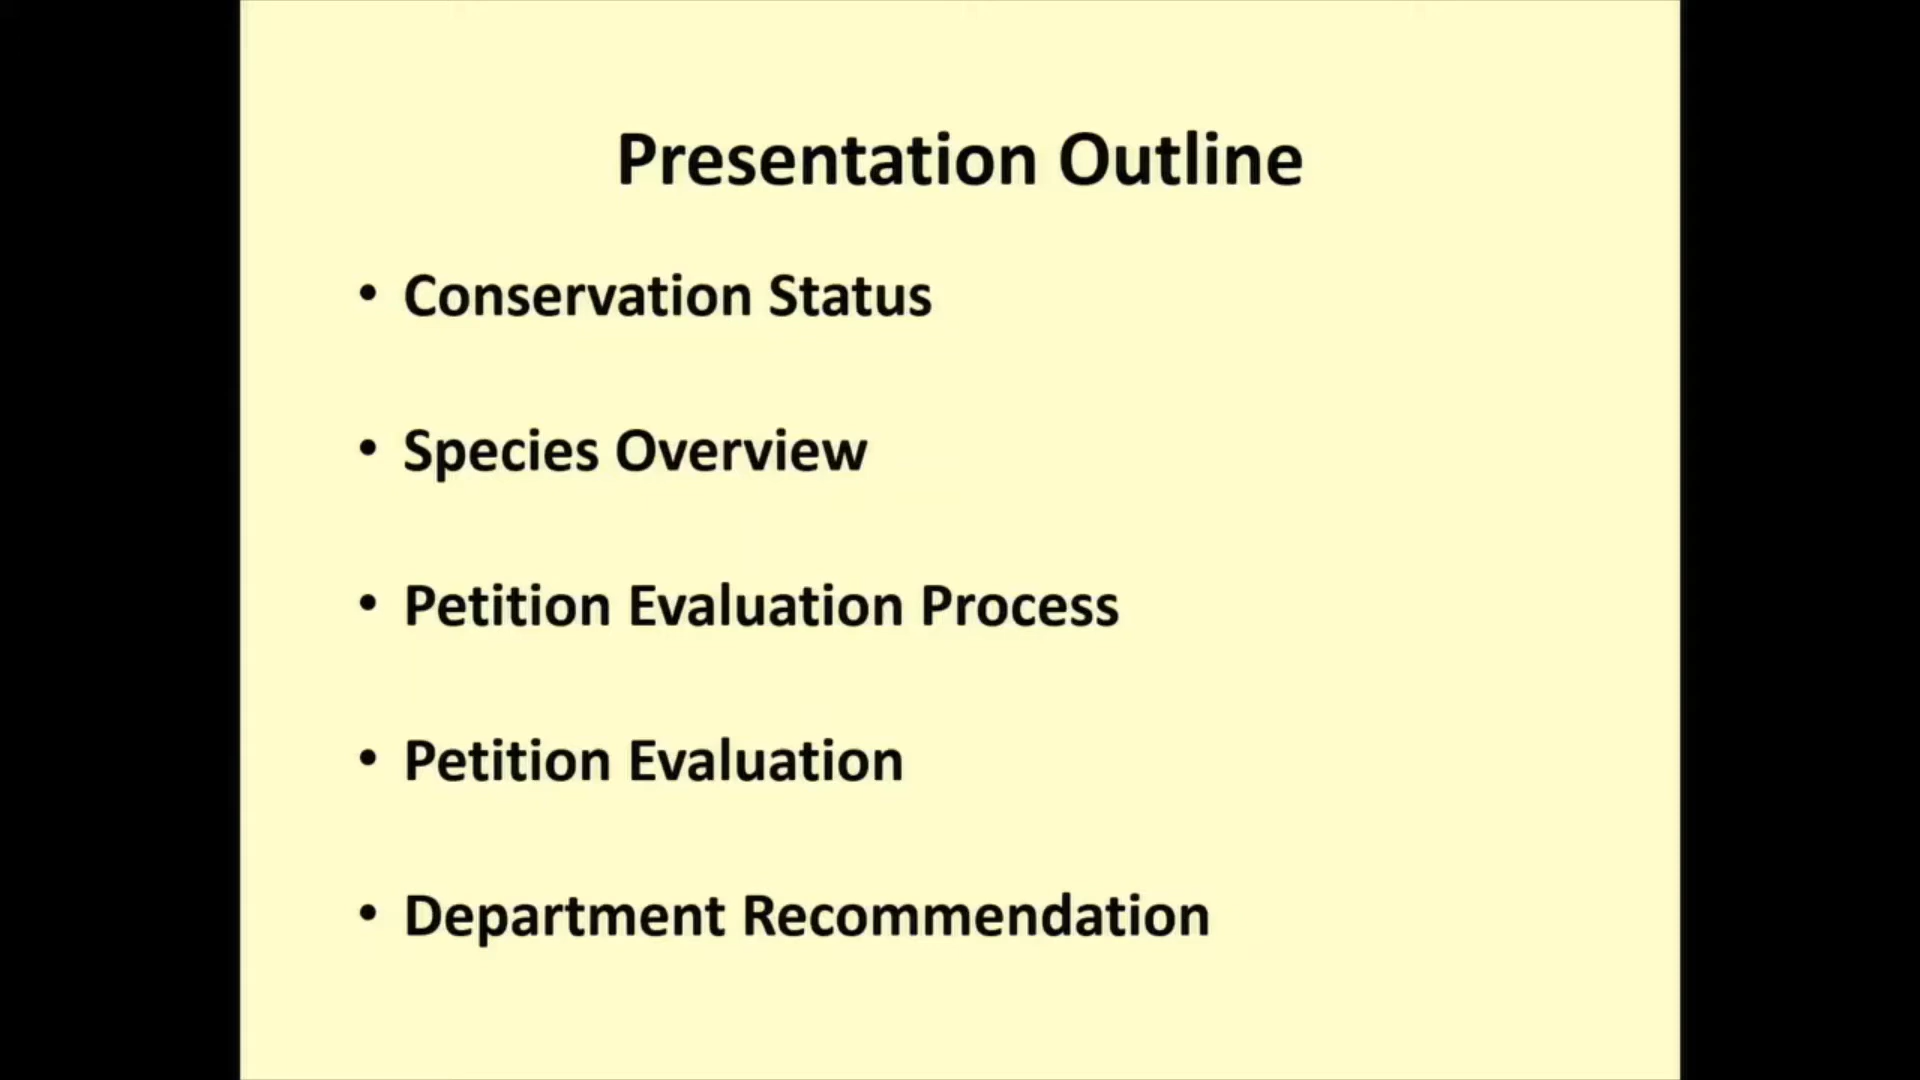 Presentation Outline
• Conservation Status
• Species Overview
• Petition Evaluation Process
• Petition Evaluation
• Department Recommendation